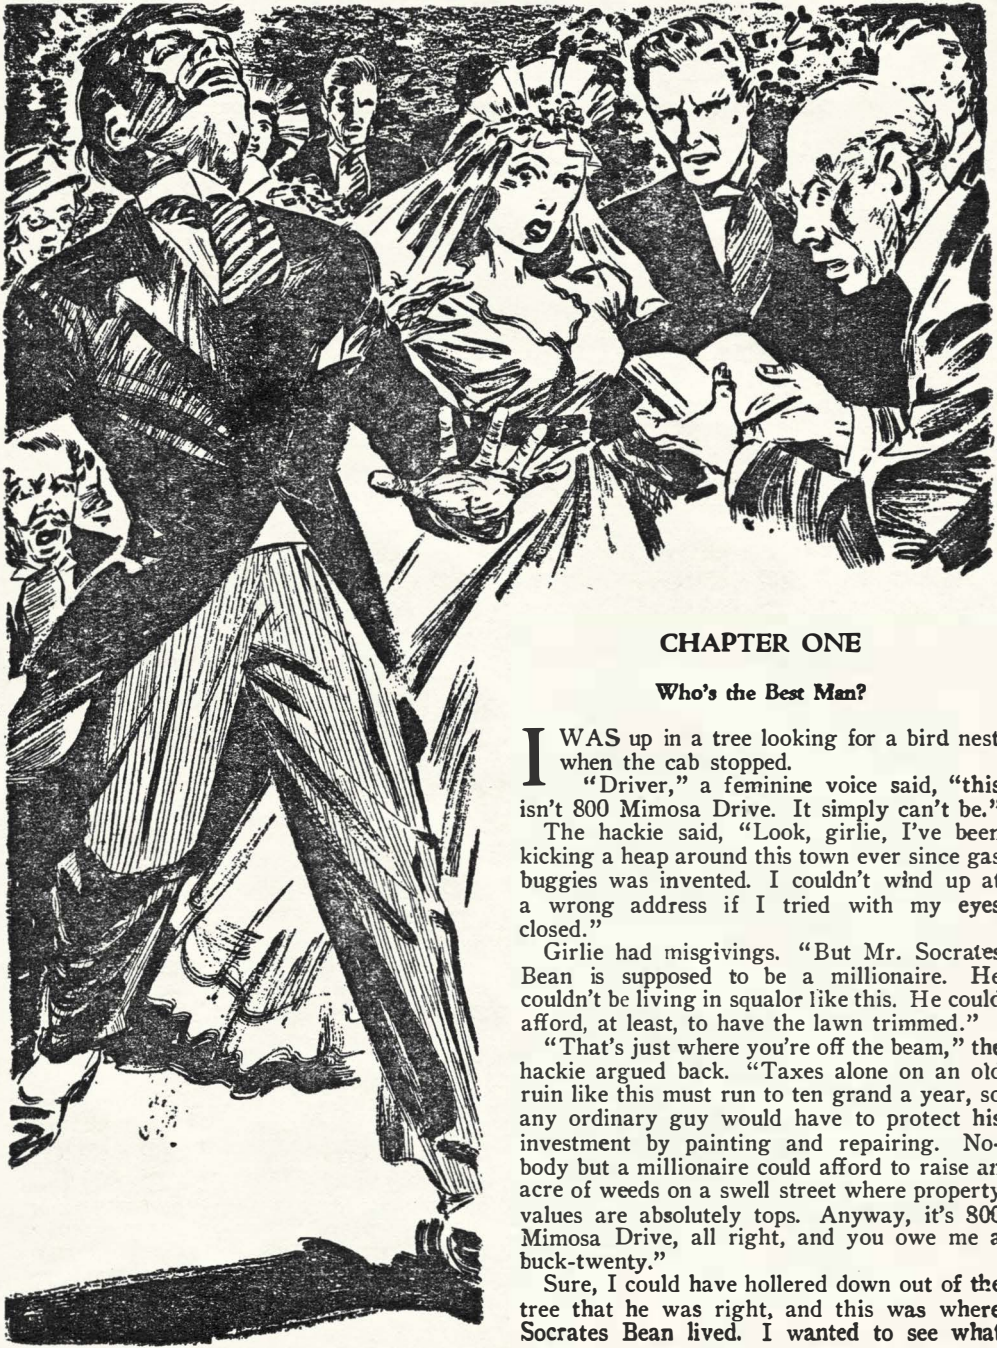 CHAPTER ONE
Who's the Best Man?
I WAS up in a tree looking for a bird nest
when the cab stopped.
"Driver," a feminine voice said, "this
isn't 800 Mimosa Drive. It simply can't be."
The hackie said, "Look, girlie, I've been
kicking a heap around this town ever since gas
buggies was invented. I couldn't wind up at
a wrong address if I tried with my eyes
closed."
Girlie had misgivings. "But Mr. Socrates
Bean is supposed to be a millionaire. He
couldn't be living in squalor like this. He could
afford, at least, to have the lawn trimmed."
"That's just where you're off the beam," the
hackie argued back. "Taxes alone on an old
ruin like this must run to ten grand a year, so
any ordinary guy would have to protect his
investment by painting and repairing. No-
body but a millionaire could afford to raise an
acre of weeds on a swell street where property
values are absolutely tops. Anyway, it's 800
Mimosa Drive, all right, and you owe me a
buck-twenty."
Sure, I could have hollered down out of the
tree that he was right, and this was where
Socrates Bean lived. I wanted to see what